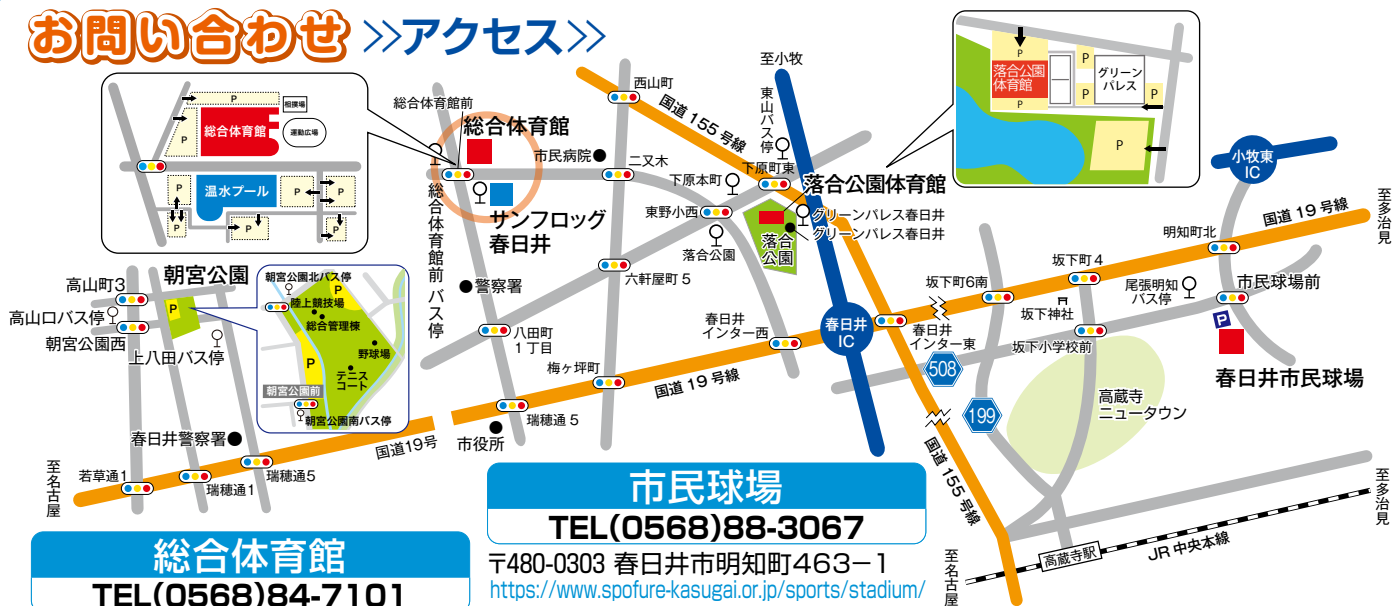 お問い合わせ >>アクセス>>
P
相撲場
P
総合体育館
運動広場
温水プール
P
P
P
P
P
P
総合体育館前
総合体育館
市民病院
サンフロッグ
春日井
総合体育館前バス停
西山町
国道155号線
二又木
至小牧
東山バス停
下原町東
下原本町
東野小西
落合公園
落合公園体育館
グリーンパレス春日井
グリーンパレス春日井
落合
公園
P
落合公園
体育館
P
グリーン
パレス
P
P
P
P
小牧東
IC
至多治見
国道19号線
明知町北
坂下町4
坂下町6南
尾張明知
バス停
市民球場前
坂下神社
坂下小学校前
P
春日井市民球場
朝宮公園
高山町3
高山口バス停
朝宮公園西
上八田バス停
P
朝宮公園北バス停
P
陸上競技場
総合管理棟
野球場
P
テニス
コート
朝宮公園前
朝宮公園南バス停
警察署
六軒屋町5
八田町
1丁目
春日井
インター西
春日井
IC
春日井
インター東
508
199
高蔵寺
ニュータウン
梅ヶ坪町
国道19号線
瑞穂通5
市役所
春日井警察署
国道19号
至名古屋
若草通1
瑞穂通1
瑞穂通5
国道155号線
至多治見
至名古屋
高蔵寺駅
JR中央本線
総合体育館
TEL(0568)84-7101
市民球場
TEL(0568)88-3067
〒480-0303 春日井市明知町463−1
https://www.spofure-kasugai.or.jp/sports/stadium/